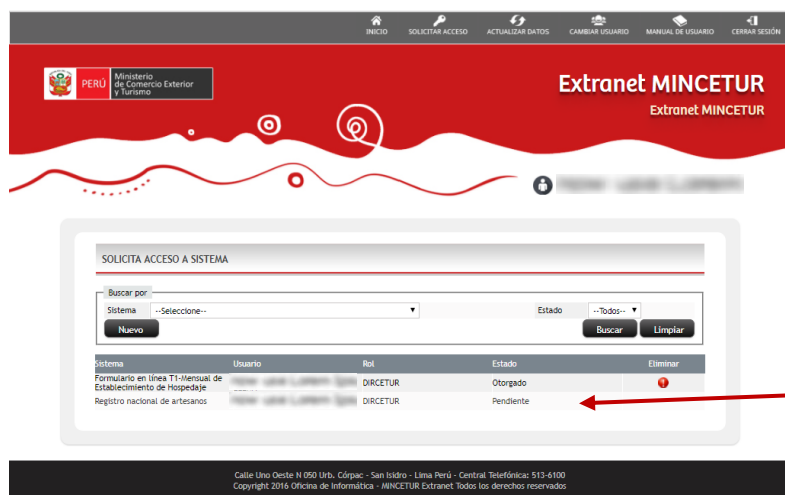 INICIO SOLICITAR ACCESO ACTUALIZAR DATOS CAMBIAR USUARIO MANUAL DE USUARIO CERRAR SESIÓN
PERÚ Ministerio
de Comercio Exterior
y Turismo
Extranet MINCETUR
Extranet MINCETUR
SOLICITA ACCESO A SISTEMA
Buscar por
Sistema --Seleccione-- Estado --Todos--
Nuevo Buscar Limpiar
Sistema Usuario Rol Estado Eliminar
Formulario en línea T1-Mensual de
Establecimiento de Hospedaje DIRCETUR Otorgado
Registro nacional de artesanos DIRCETUR Pendiente
Calle Uno Oeste N 050 Urb. Córpac - San Isidro - Lima Perú - Central Telefónica: 513-6100
Copyright 2016 Oficina de Informática - MINCETUR Extranet Todos los derechos reservados